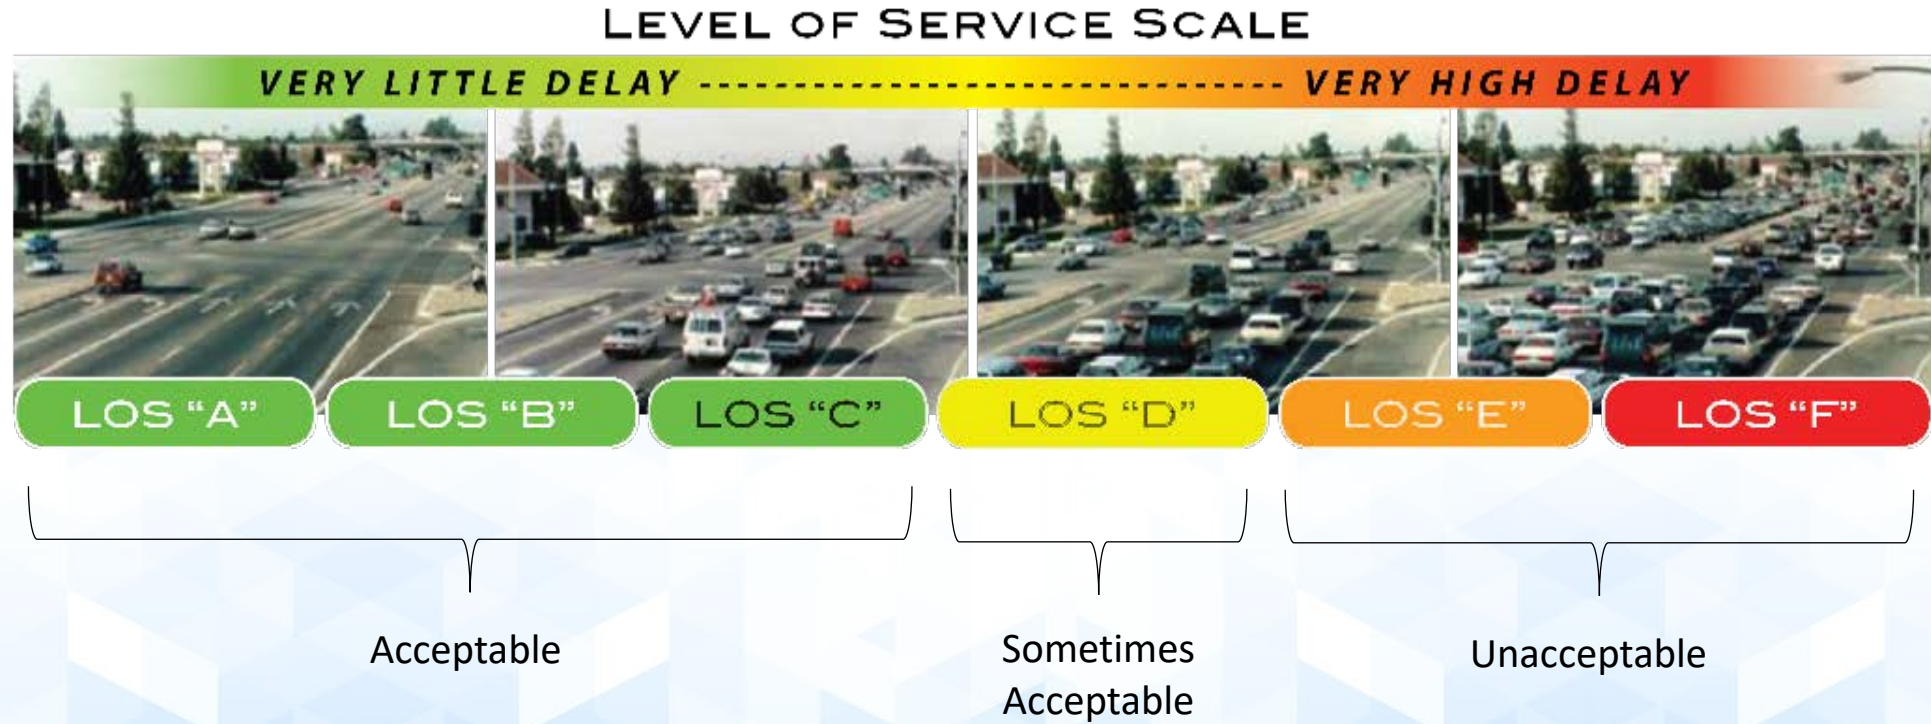 LEVEL OF SERVICE SCALE
VERY LITTLE DELAY ------------------------------ VERY HIGH DELAY
LOS “A” LOS “B” LOS “C” LOS “D” LOS “E” LOS “F”
Acceptable
Sometimes
Acceptable
Unacceptable